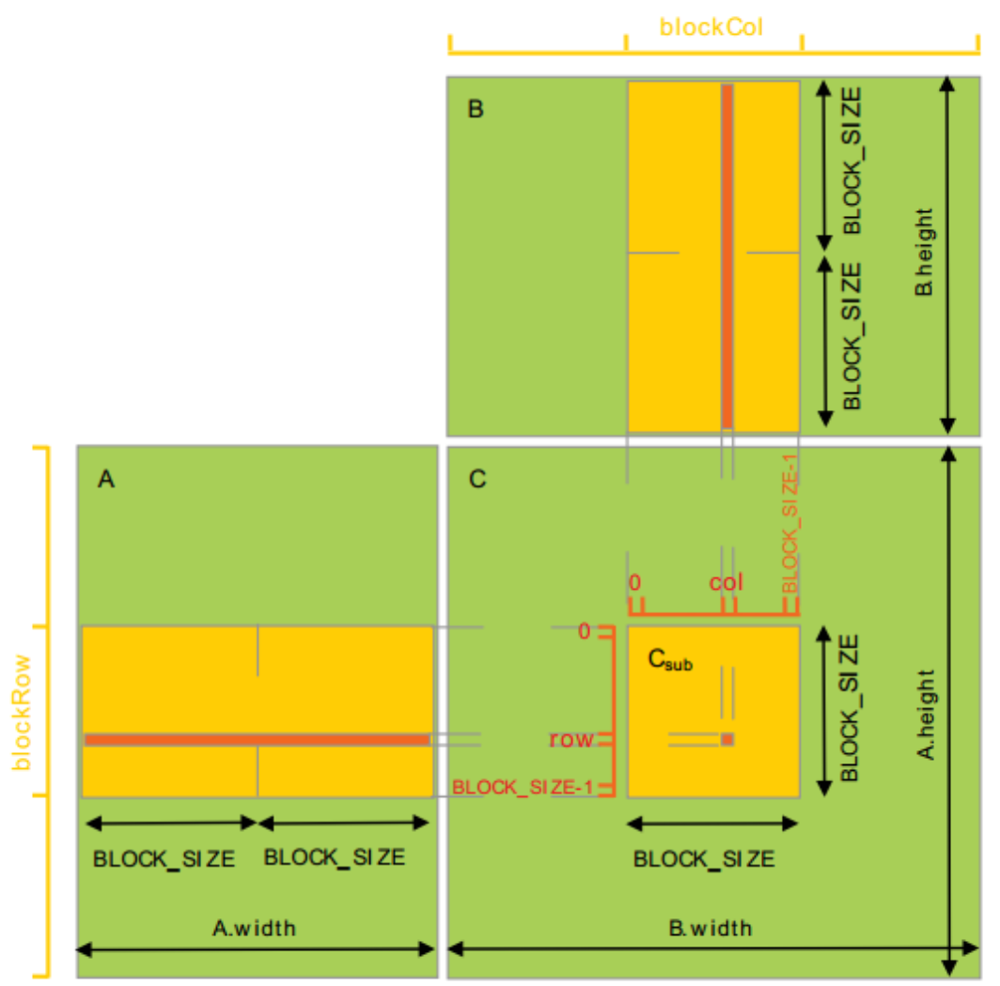 blockCol
B
BLOCK_SIZE
BLOCK_SIZE
B.height
A
C
BLOCK_SIZE-1
0
col
0
Csub
row
BLOCK_SIZE-1
BLOCK_SIZE
A.height
blockRow
BLOCK_SIZE
BLOCK_SIZE
BLOCK_SIZE
A.width
B.width